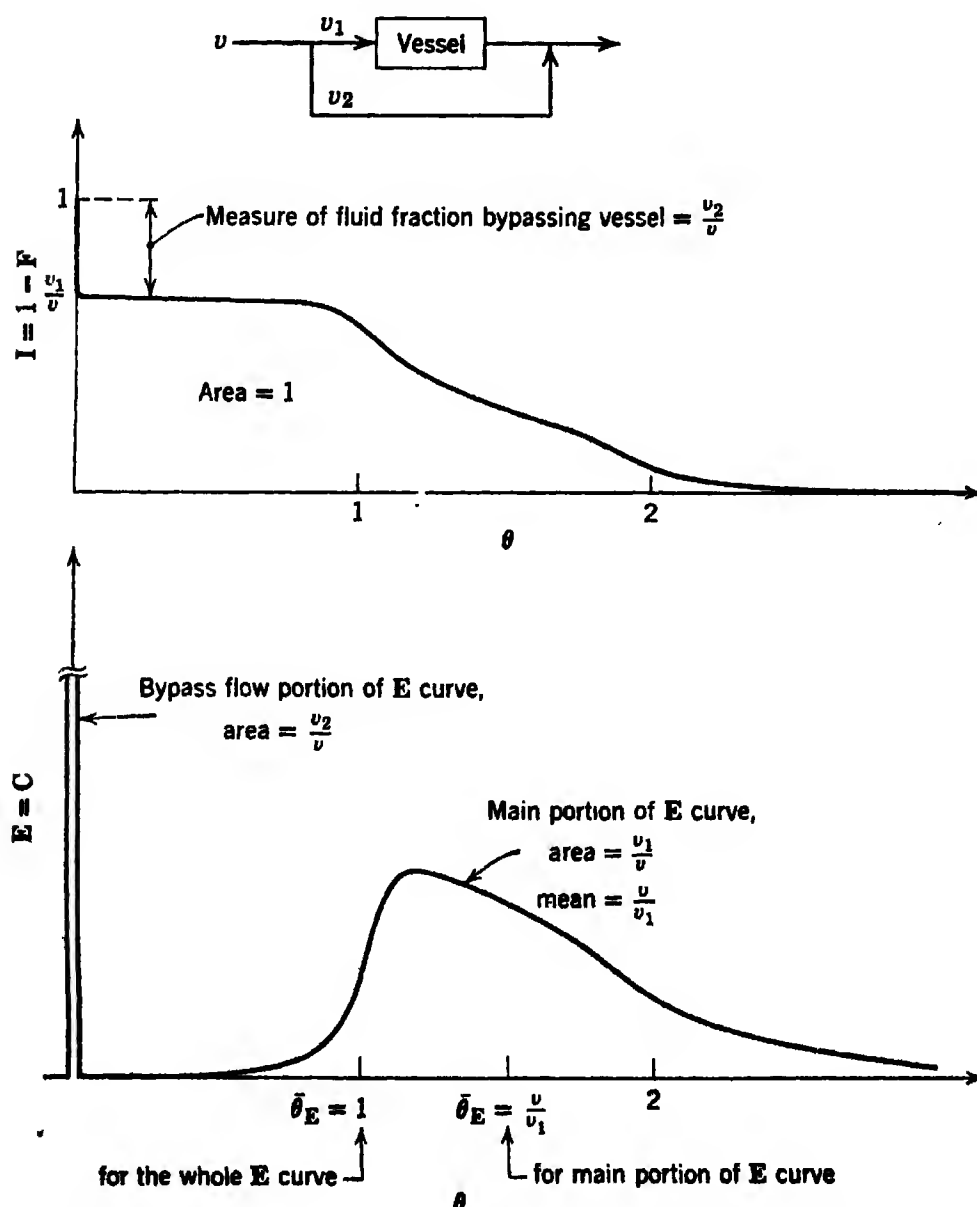 v v₁ Vessel
v₂
1
Measure of fluid fraction bypassing vessel = v₂/v
v₁/v
I = 1 − F
Area = 1
1 2
θ
Bypass flow portion of E curve,
area = v₂/v
E = C
Main portion of E curve,
area = v₁/v
mean = v/v₁
θ̄E = 1 θ̄E = v/v₁ 2
for the whole E curve for main portion of E curve
θ